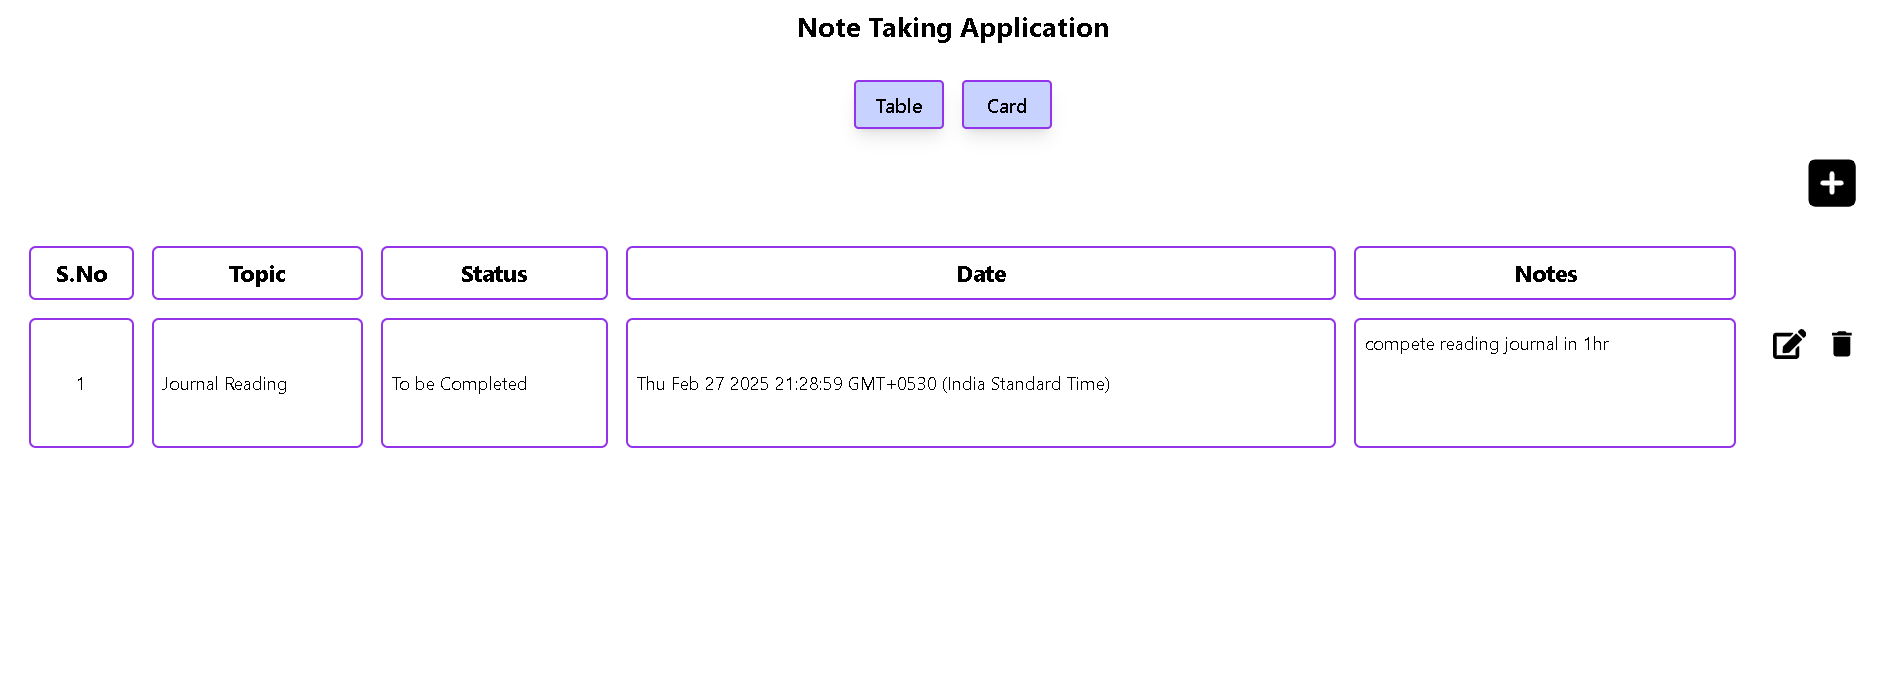 Note Taking Application
Table Card
S.No Topic Status Date Notes
1 Journal Reading To be Completed Thu Feb 27 2025 21:28:59 GMT+0530 (India Standard Time) compete reading journal in 1hr